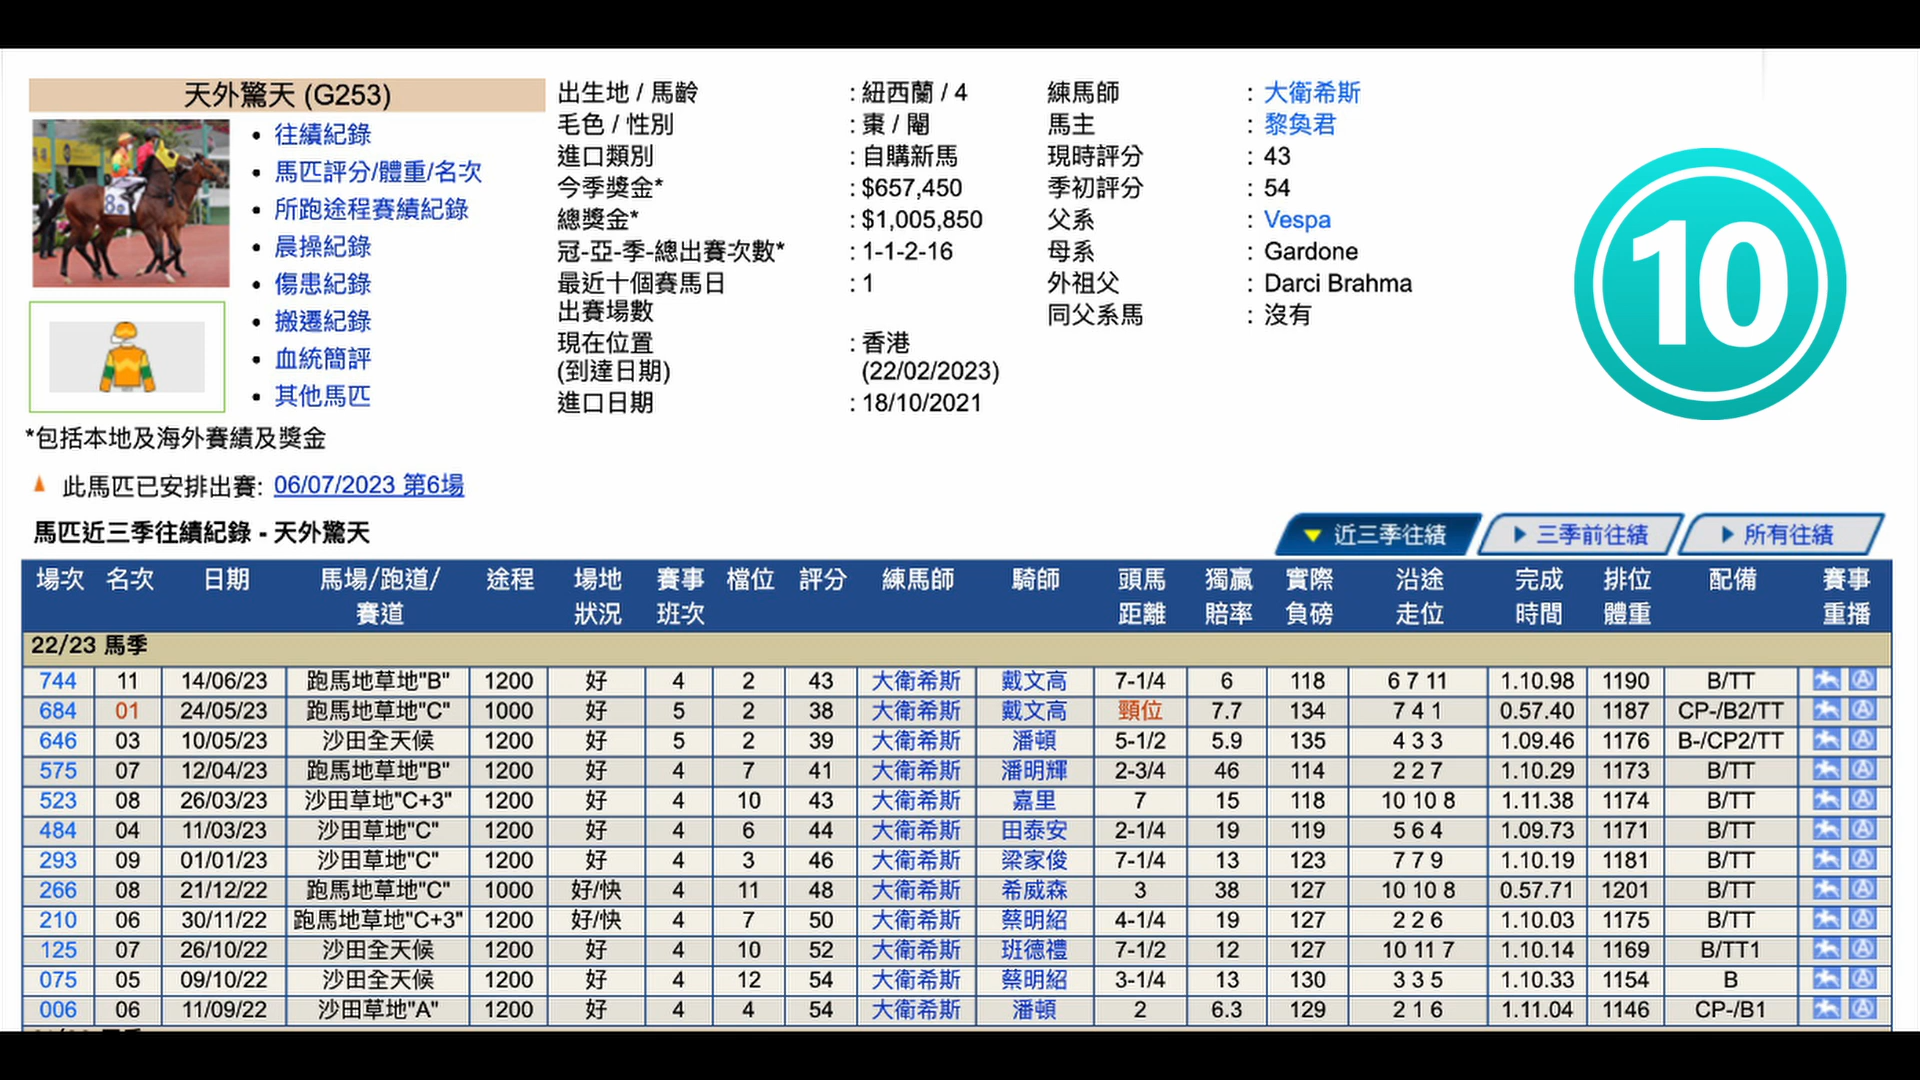 天外驚天 (G253)
• 往績紀錄
• 馬匹評分/體重/名次
• 所跑途程賽績紀錄
• 晨操紀錄
• 傷患紀錄
• 搬遷紀錄
• 血統簡評
• 其他馬匹
出生地 / 馬齡 : 紐西蘭 / 4
毛色 / 性別 : 棗 / 閹
進口類別 : 自購新馬
今季獎金* : $657,450
總獎金* : $1,005,850
冠-亞-季-總出賽次數* : 1-1-2-16
最近十個賽馬日 : 1
出賽場數
現在位置 : 香港
(到達日期) (22/02/2023)
進口日期 : 18/10/2021
練馬師 : 大衛希斯
馬主 : 黎奐君
現時評分 : 43
季初評分 : 54
父系 : Vespa
母系 : Gardone
外祖父 : Darci Brahma
同父系馬 : 沒有
10
*包括本地及海外賽績及獎金
此馬匹已安排出賽: 06/07/2023 第6場
馬匹近三季往績紀錄 - 天外驚天
近三季往績 三季前往績 所有往績
場次 名次 日期 馬場/跑道/ 途程 場地 賽事 檔位 評分 練馬師 騎師 頭馬 獨贏 實際 沿途 完成 排位 配備 賽事
賽道 狀況 班次 距離 賠率 負磅 走位 時間 體重 重播
22/23 馬季
744 11 14/06/23 跑馬地草地"B" 1200 好 4 2 43 大衛希斯 戴文高 7-1/4 6 118 6 7 11 1.10.98 1190 B/TT
684 01 24/05/23 跑馬地草地"C" 1000 好 5 2 38 大衛希斯 戴文高 頸位 7.7 134 7 4 1 0.57.40 1187 CP-/B2/TT
646 03 10/05/23 沙田全天候 1200 好 5 2 39 大衛希斯 潘頓 5-1/2 5.9 135 4 3 3 1.09.46 1176 B-/CP2/TT
575 07 12/04/23 跑馬地草地"B" 1200 好 4 7 41 大衛希斯 潘明輝 2-3/4 46 114 2 2 7 1.10.29 1173 B/TT
523 08 26/03/23 沙田草地"C+3" 1200 好 4 10 43 大衛希斯 嘉里 7 15 118 10 10 8 1.11.38 1174 B/TT
484 04 11/03/23 沙田草地"C" 1200 好 4 6 44 大衛希斯 田泰安 2-1/4 19 119 5 6 4 1.09.73 1171 B/TT
293 09 01/01/23 沙田草地"C" 1200 好 4 3 46 大衛希斯 梁家俊 7-1/4 13 123 7 7 9 1.10.19 1181 B/TT
266 08 21/12/22 跑馬地草地"C" 1000 好/快 4 11 48 大衛希斯 希威森 3 38 127 10 10 8 0.57.71 1201 B/TT
210 06 30/11/22 跑馬地草地"C+3" 1200 好/快 4 7 50 大衛希斯 蔡明紹 4-1/4 19 127 2 2 6 1.10.03 1175 B/TT
125 07 26/10/22 沙田全天候 1200 好 4 10 52 大衛希斯 班德禮 7-1/2 12 127 10 11 7 1.10.14 1169 B/TT1
075 05 09/10/22 沙田全天候 1200 好 4 12 54 大衛希斯 蔡明紹 3-1/4 13 130 3 3 5 1.10.33 1154 B
006 06 11/09/22 沙田草地"A" 1200 好 4 4 54 大衛希斯 潘頓 2 6.3 129 2 1 6 1.11.04 1146 CP-/B1